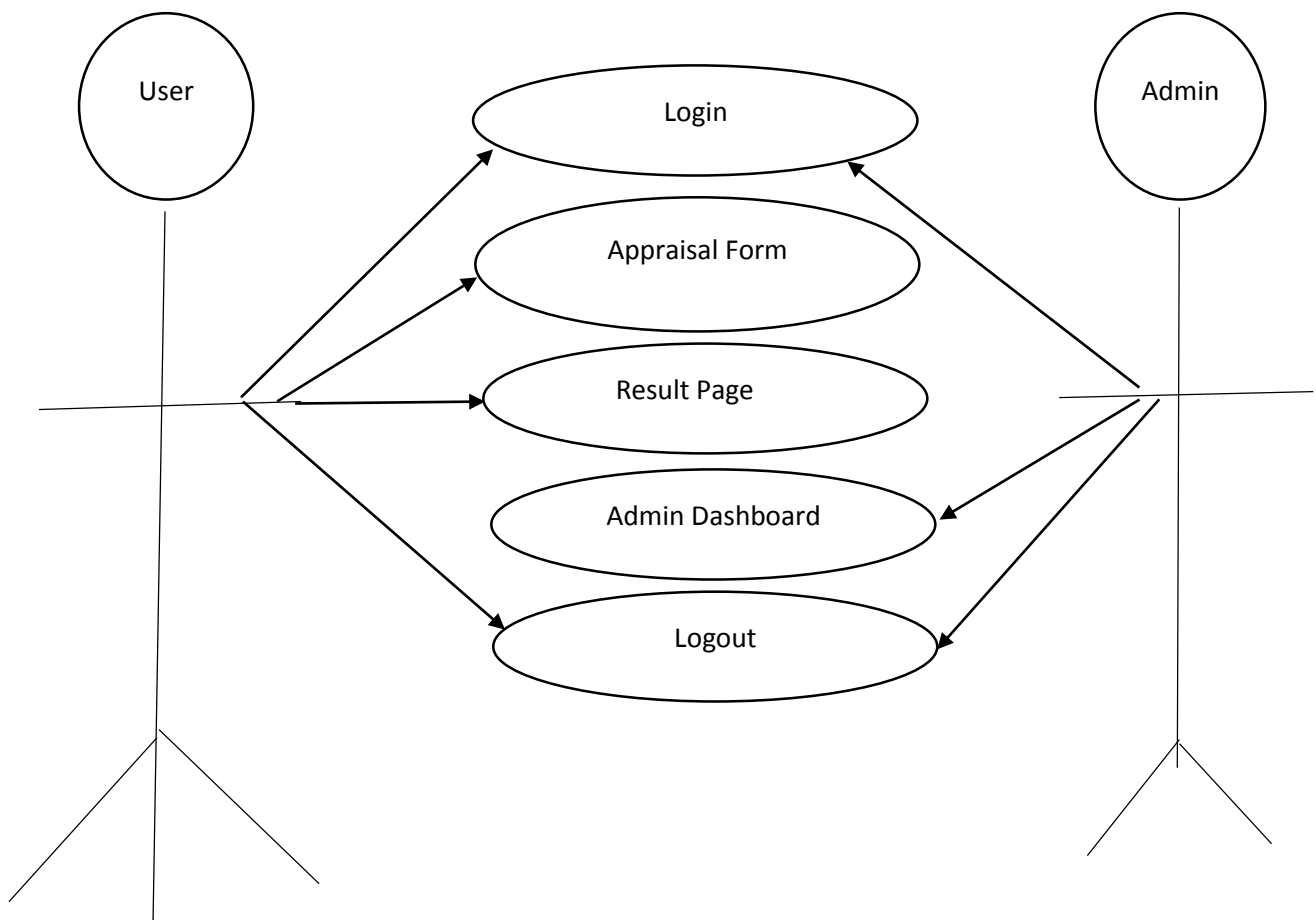 User
Login
Admin
Appraisal Form
Result Page
Admin Dashboard
Logout